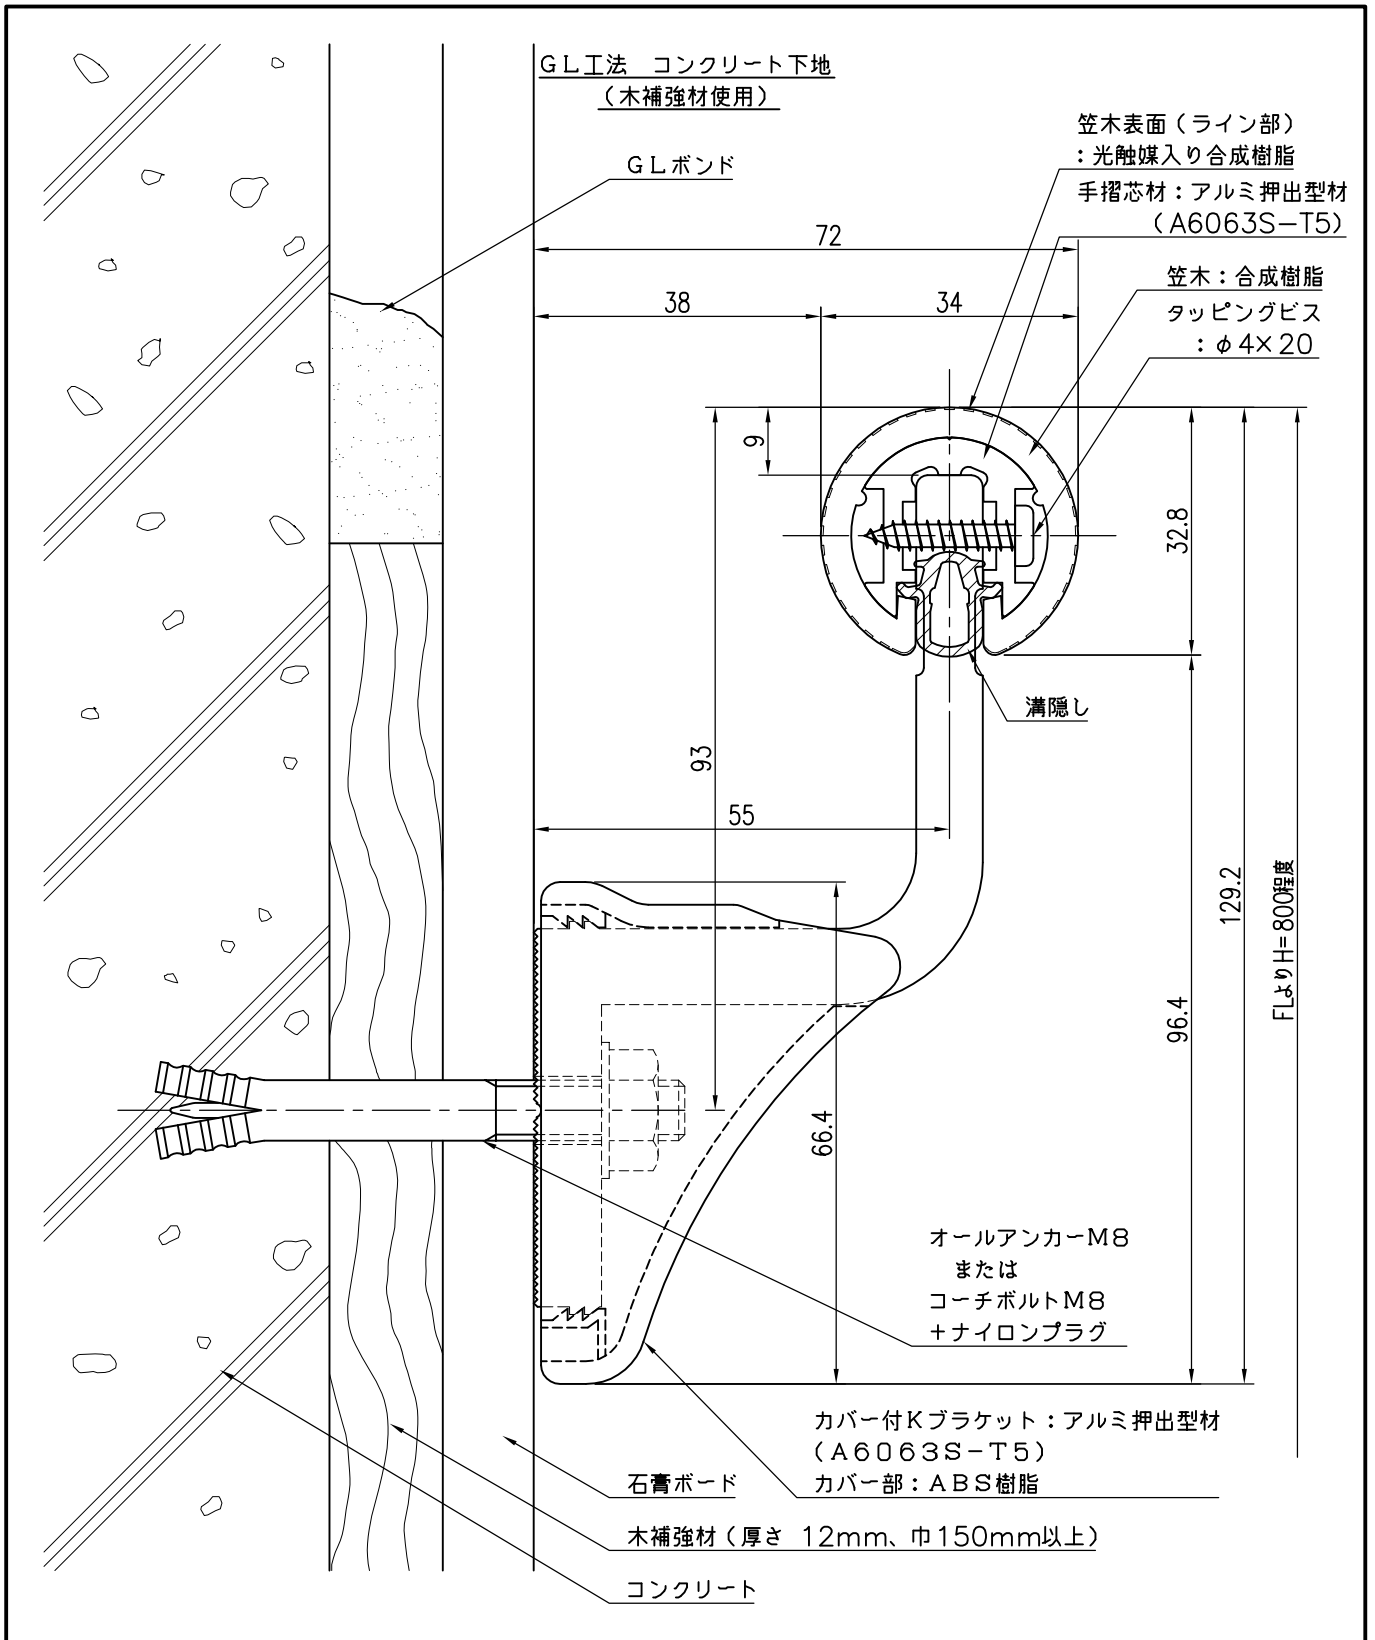 GL工法　コンクリート下地
（木補強材使用）
GLボンド
笠木表面（ライン部）
：光触媒入り合成樹脂
手摺芯材：アルミ押出型材
（A6063S−T5）
笠木：合成樹脂
タッピングビス
：φ4×20
72
38
34
9
32.8
溝隠し
93
55
129.2
FLよりH=800程度
96.4
66.4
オールアンカーM8
または
コーチボルトM8
＋ナイロンプラグ
カバー付Kブラケット：アルミ押出型材
（A6063S−T5）
カバー部：ABS樹脂
石膏ボード
木補強材（厚さ 12mm、巾150mm以上）
コンクリート